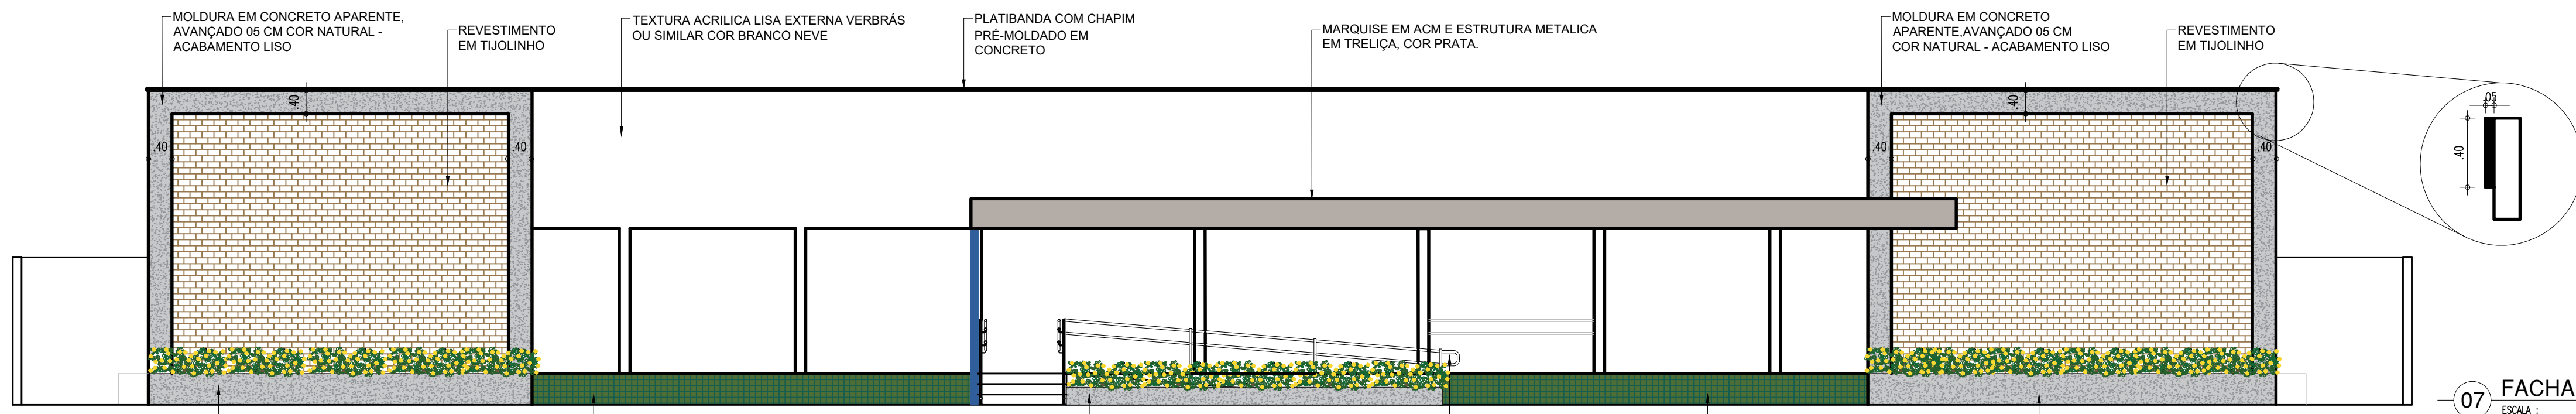 MOLDURA EM CONCRETO APARENTE,
AVANÇADO 05 CM COR NATURAL -
ACABAMENTO LISO
REVESTIMENTO
EM TIJOLINHO
TEXTURA ACRILICA LISA EXTERNA VERBRÁS
OU SIMILAR COR BRANCO NEVE
PLATIBANDA COM CHAPIM
PRÉ-MOLDADO EM
CONCRETO
MARQUISE EM ACM E ESTRUTURA METALICA
EM TRELIÇA, COR PRATA.
MOLDURA EM CONCRETO
APARENTE,AVANÇADO 05 CM
COR NATURAL - ACABAMENTO LISO
REVESTIMENTO
EM TIJOLINHO
.40
.40
.40
.40
.40
.40
.05
.40
07
FACHA
ESCALA :